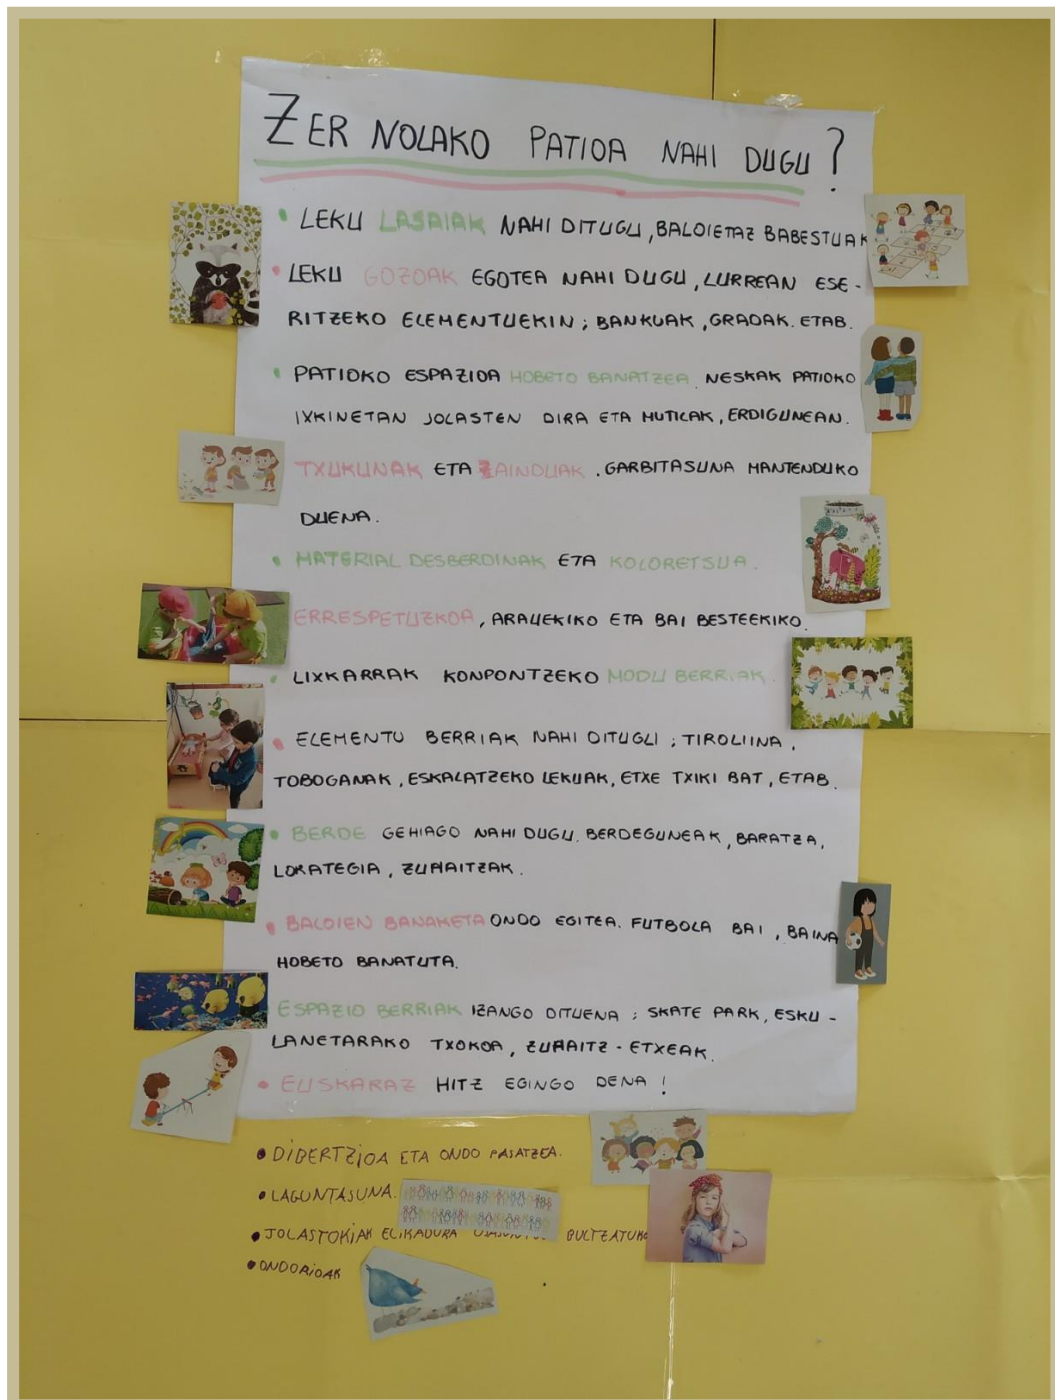 ZER NOLAKO PATIOA NAHI DUGU?
• LEKU LASAIAK NAHI DITUGU, BALOIETAZ BABESTUAK
• LEKU GOZOAK EGOTEA NAHI DUGU, LURREAN ESE-
RITZEKO ELEMENTUEKIN; BANKUAK, GRADAK. ETAB.
• PATIOKO ESPAZIOA HOBETO BANATZEA. NESKAK PATIOKO
IXKINETAN JOLASTEN DIRA ETA MUTILAK, ERDIGUNEAN.
TXUKUNAK ETA ZAINDUAK. GARBITASUNA MANTENDUKO
DUENA.
• MATERIAL DESBERDINAK ETA KOLORETSUA.
ERRESPETUZKOA, ARAUEKIKO ETA BAI BESTEEKIKO.
• LIXKARRAK KONPONTZEKO MODU BERRIAK.
• ELEMENTU BERRIAK NAHI DITUGU; TIROLIINA,
TOBOGANAK, ESKALATZEKO LEKUAK, ETXE TXIKI BAT, ETAB.
• BERDE GEHIAGO NAHI DUGU. BERDEGUNEAK, BARATZA,
LORATEGIA, ZUHAITZAK.
• BALOIEN BANAKETA ONDO EGITEA. FUTBOLA BAI, BAINA
HOBETO BANATUTA.
ESPAZIO BERRIAK IZANGO DITUENA; SKATE PARK, ESKU-
LANETARAKO TXOKOA, ZUHAITZ-ETXEAK.
• EUSKARAZ HITZ EGINGO DENA!
• DIBERTZIOA ETA ONDO PASATZEA.
• LAGUNTASUNA.
• JOLASTOKIAK ELIKADURA BULTZATUKO
• ONDORIOAK